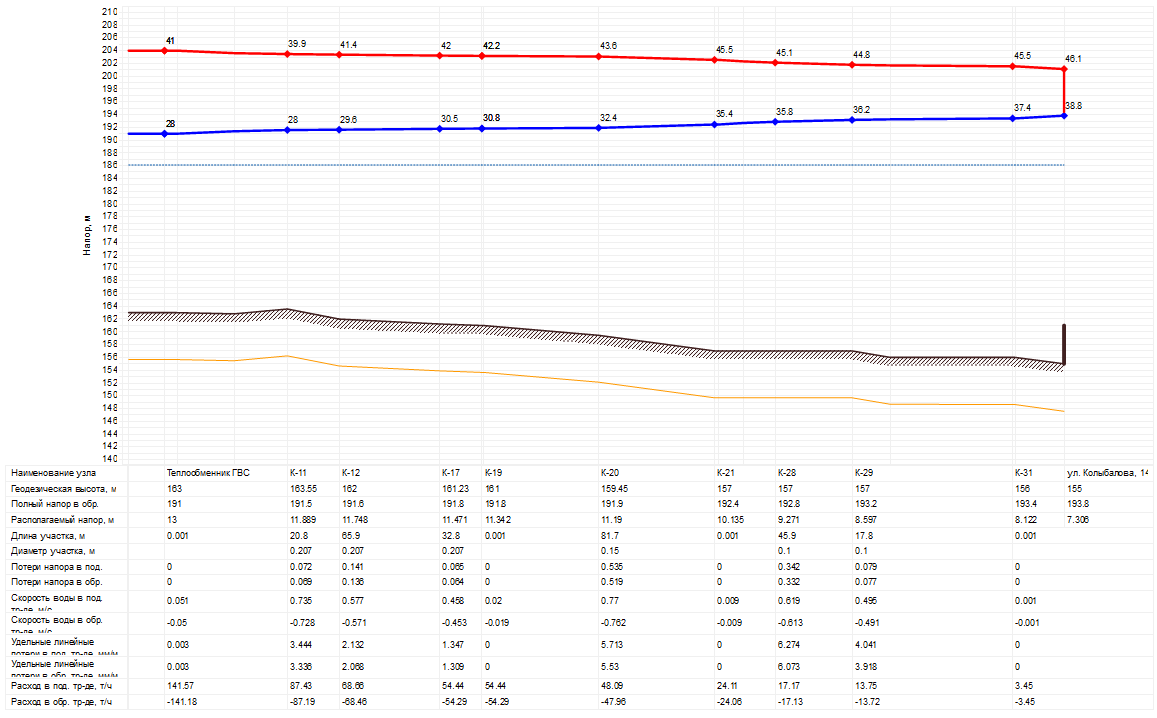 210
208
206
204
202
200
198
196
194
192
190
188
186
184
182
180
178
176
174
172
170
168
166
164
162
160
158
156
154
152
150
148
146
144
142
140
Напор, м
41 39.9 41.4 42 42.2 43.6 45.5 45.1 44.8 45.5 46.1
28 28 29.6 30.5 30.8 32.4 35.4 35.8 36.2 37.4 38.8
Наименование узла Теплообменник ГВС К-11 К-12 К-17 К-19 К-20 К-21 К-28 К-29 К-31 ул. Колыбалова, 14
Геодезическая высота, м 163 163.55 162 161.23 161 159.45 157 157 157 156 155
Полный напор в обр. 191 191.5 191.6 191.8 191.8 191.9 192.4 192.8 193.2 193.4 193.8
Располагаемый напор, м 13 11.889 11.748 11.471 11.342 11.19 10.135 9.271 8.597 8.122 7.306
Длина участка, м 0.001 20.8 65.9 32.8 0.001 81.7 0.001 45.9 17.8 0.001
Диаметр участка, м 0.207 0.207 0.207 0.15 0.1 0.1
Потери напора в под. 0 0.072 0.141 0.065 0 0.535 0 0.342 0.079 0
Потери напора в обр. 0 0.069 0.136 0.064 0 0.519 0 0.332 0.077 0
Скорость воды в под. 0.051 0.735 0.577 0.458 0.02 0.77 0.009 0.619 0.495 0.001
тр-де, м/с
Скорость воды в обр. -0.05 -0.728 -0.571 -0.453 -0.019 -0.762 -0.009 -0.613 -0.491 -0.001
тр-де, м/с
Удельные линейные 0.003 3.444 2.132 1.347 0 5.713 0 6.274 4.041 0
потери в под. тр-де, мм/м
Удельные линейные 0.003 3.336 2.068 1.309 0 5.53 0 6.073 3.918 0
потери в обр. тр-де, мм/м
Расход в под. тр-де, т/ч 141.57 87.43 68.66 54.44 54.44 48.09 24.11 17.17 13.75 3.45
Расход в обр. тр-де, т/ч -141.18 -87.19 -68.46 -54.29 -54.29 -47.96 -24.06 -17.13 -13.72 -3.45